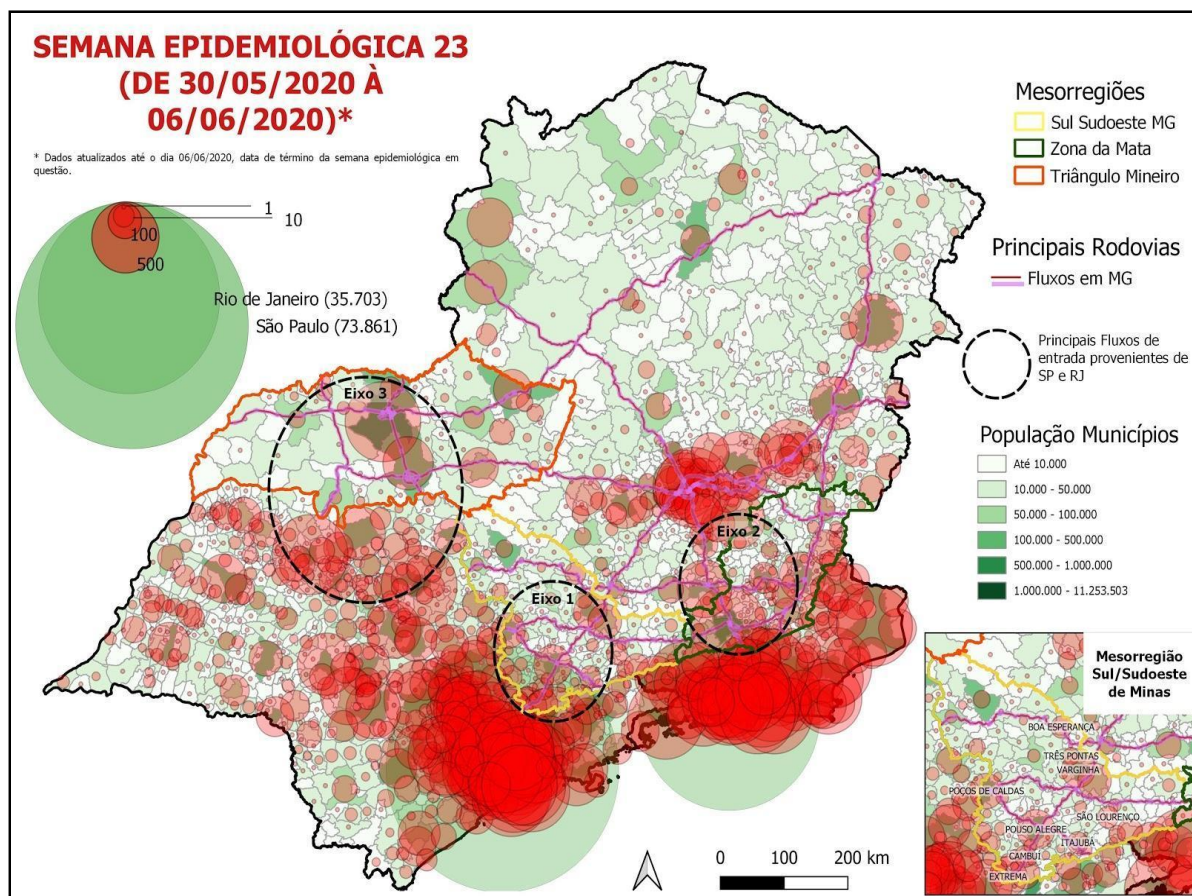 SEMANA EPIDEMIOLÓGICA 23
(DE 30/05/2020 À
06/06/2020)*
* Dados atualizados até o dia 06/06/2020, data de término da semana epidemiológica em
questão.
1
10
100
500
Rio de Janeiro (35.703)
São Paulo (73.861)
Mesorregiões
Sul Sudoeste MG
Zona da Mata
Triângulo Mineiro
Principais Rodovias
Fluxos em MG
Principais Fluxos de
entrada provenientes de
SP e RJ
População Municípios
Até 10.000
10.000 - 50.000
50.000 - 100.000
100.000 - 500.000
500.000 - 1.000.000
1.000.000 - 11.253.503
Eixo 3
Eixo 2
Eixo 1
0 100 200 km
Mesorregião
Sul/Sudoeste
de Minas
BOA ESPERANÇA
TRÊS PONTAS
VARGINHA
POÇOS DE CALDAS
SÃO LOURENÇO
POUSO ALEGRE
ITAJUBÁ
CAMBUÍ
EXTREMA